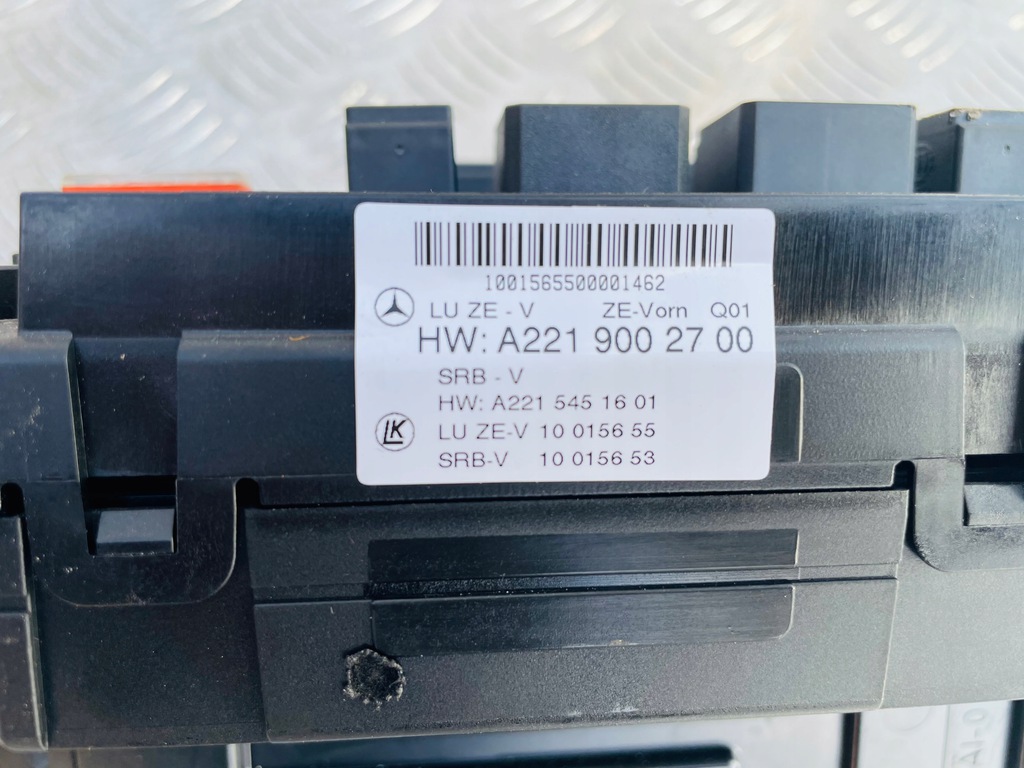 1001565500001462
LU ZE - V ZE-Vorn Q01
HW: A221 900 27 00
SRB - V
HW: A221 545 16 01
LK
LU ZE-V 10 0156 55
SRB-V 10 0156 53